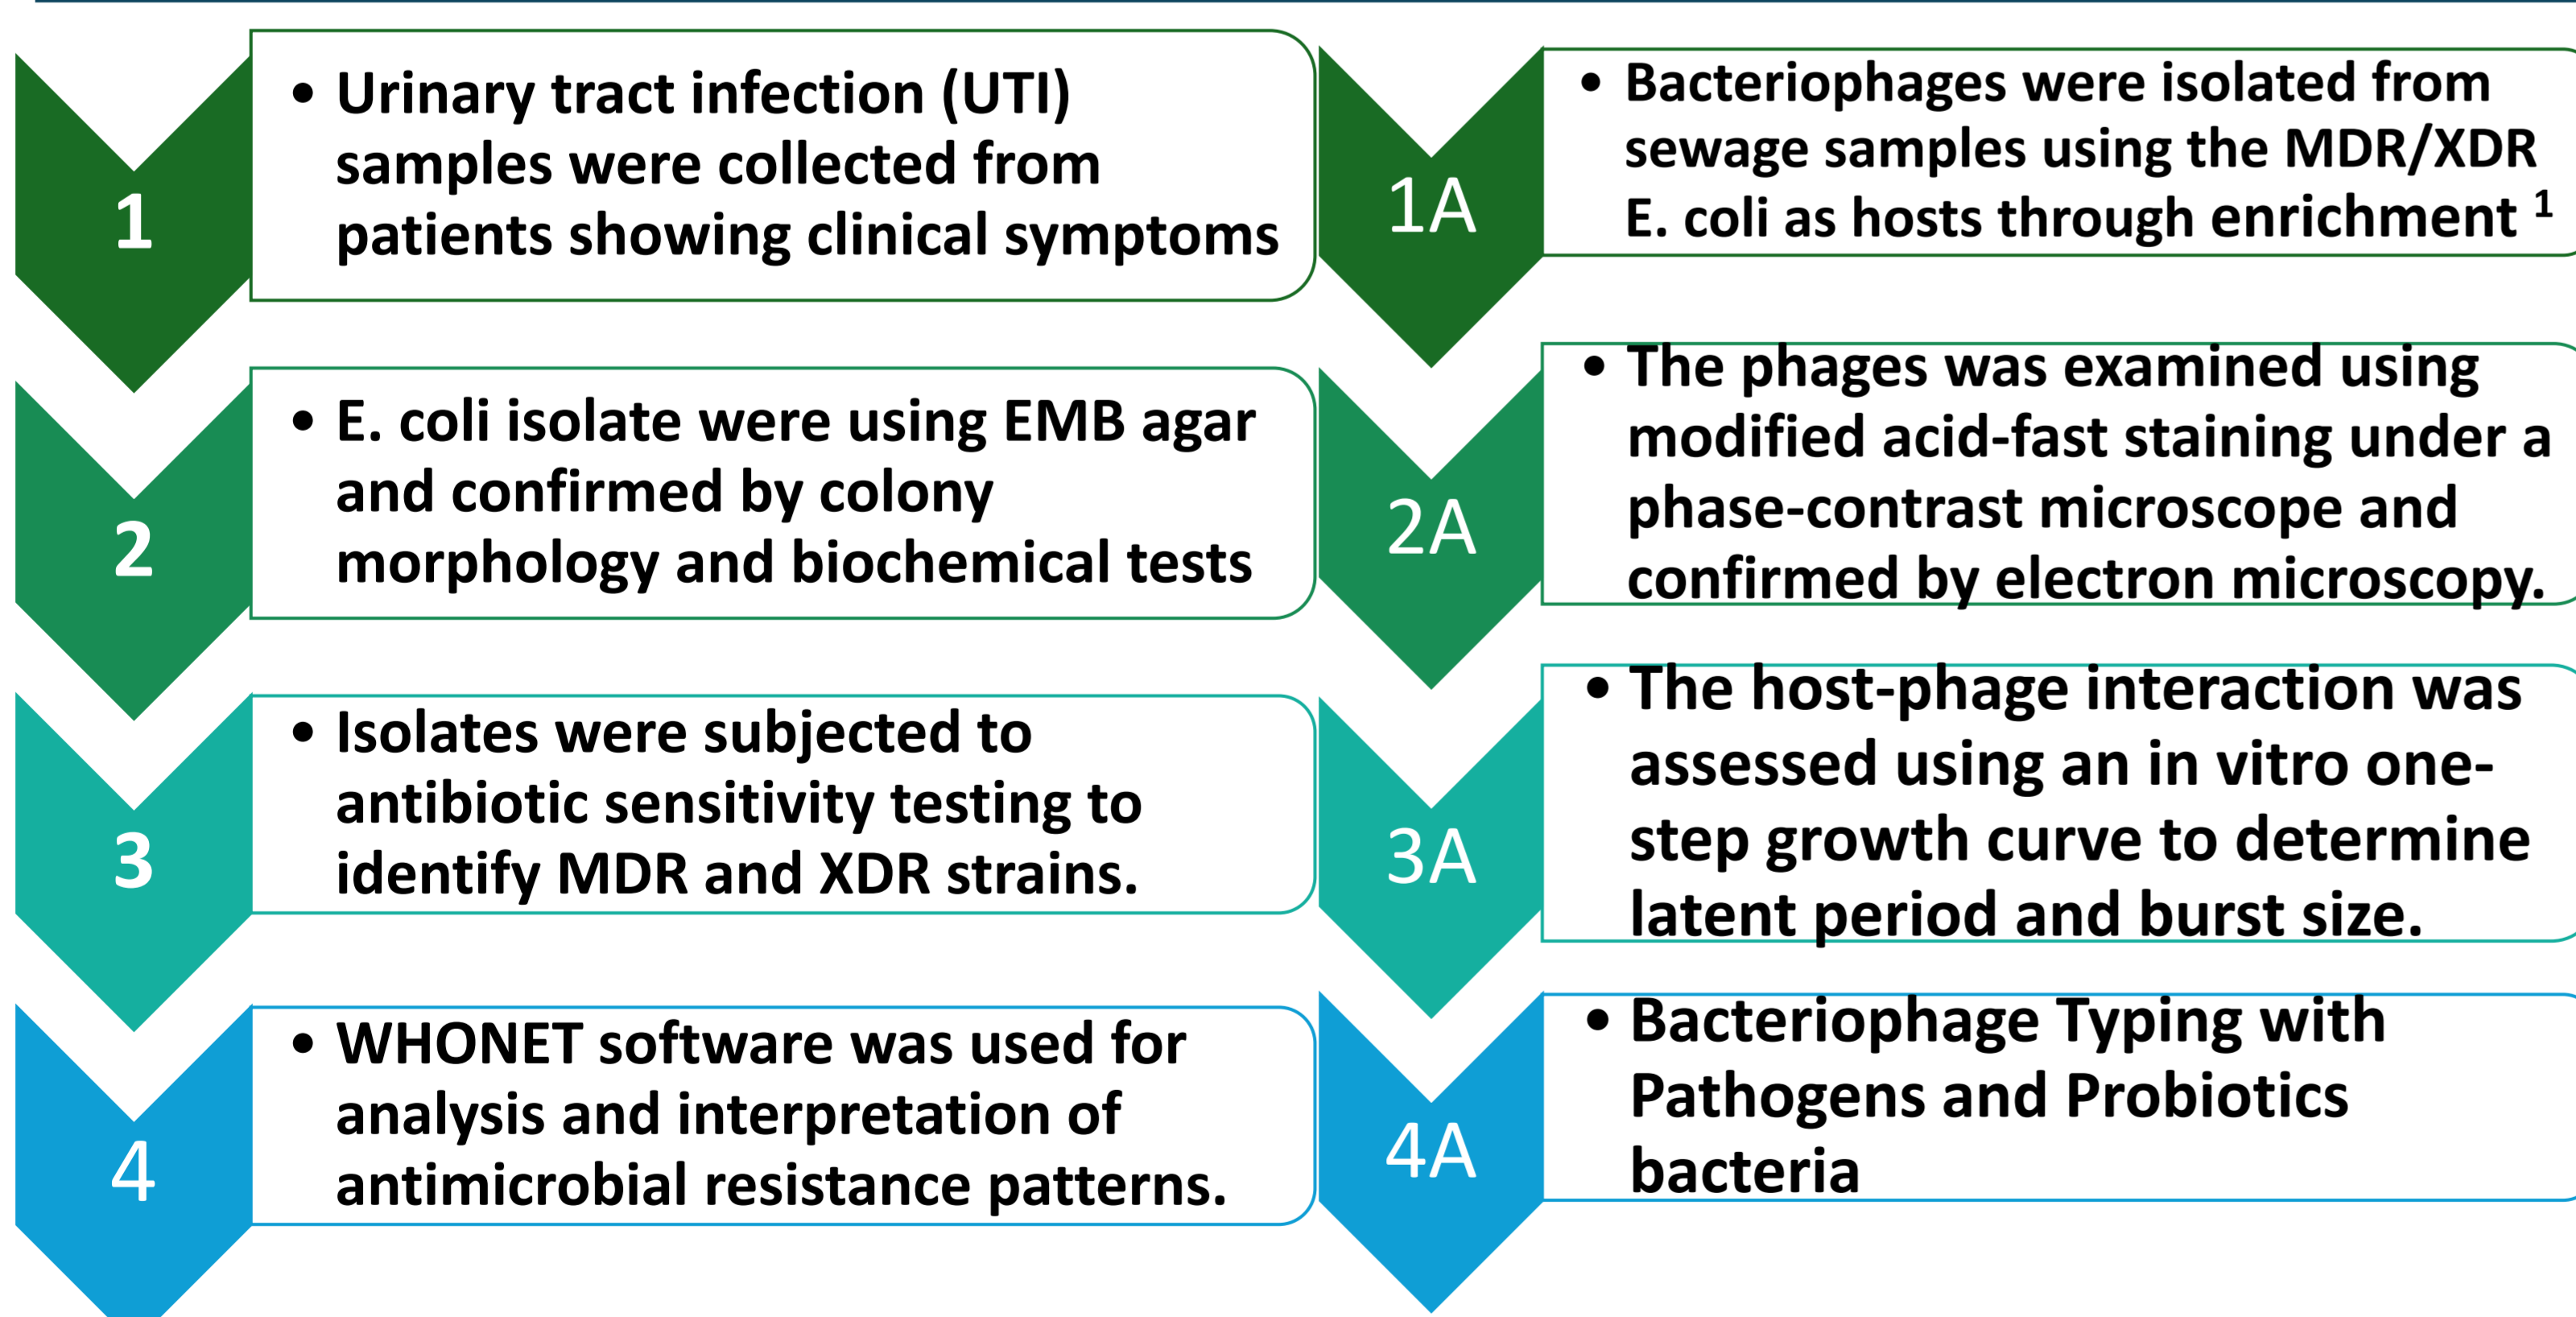 1
• Urinary tract infection (UTI)
samples were collected from
patients showing clinical symptoms
2
• E. coli isolate were using EMB agar
and confirmed by colony
morphology and biochemical tests
3
• Isolates were subjected to
antibiotic sensitivity testing to
identify MDR and XDR strains.
4
• WHONET software was used for
analysis and interpretation of
antimicrobial resistance patterns.
1A
• Bacteriophages were isolated from
sewage samples using the MDR/XDR
E. coli as hosts through enrichment ¹
2A
• The phages was examined using
modified acid-fast staining under a
phase-contrast microscope and
confirmed by electron microscopy.
3A
• The host-phage interaction was
assessed using an in vitro one-
step growth curve to determine
latent period and burst size.
4A
• Bacteriophage Typing with
Pathogens and Probiotics
bacteria